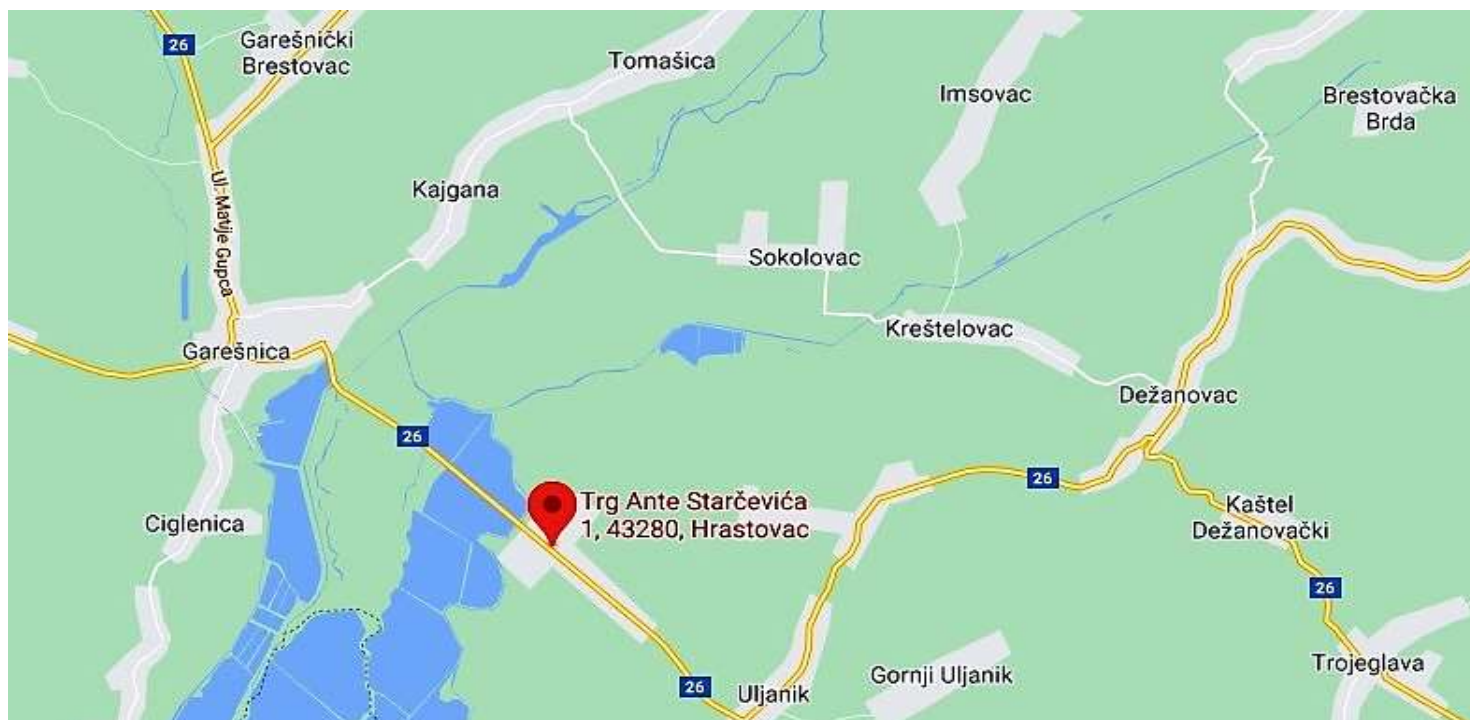 26
Garešnički
Brestovac
Tomašica
Imsovac
Brestovačka
Brda
Ul. Matije Gupca
Kajgana
Sokolovac
Kreštelovac
Garešnica
Dežanovac
26
26
Trg Ante Starčevića
1, 43280, Hrastovac
Ciglenica
Kaštel
Dežanovački
26
Trojeglava
Gornji Uljanik
26
Uljanik